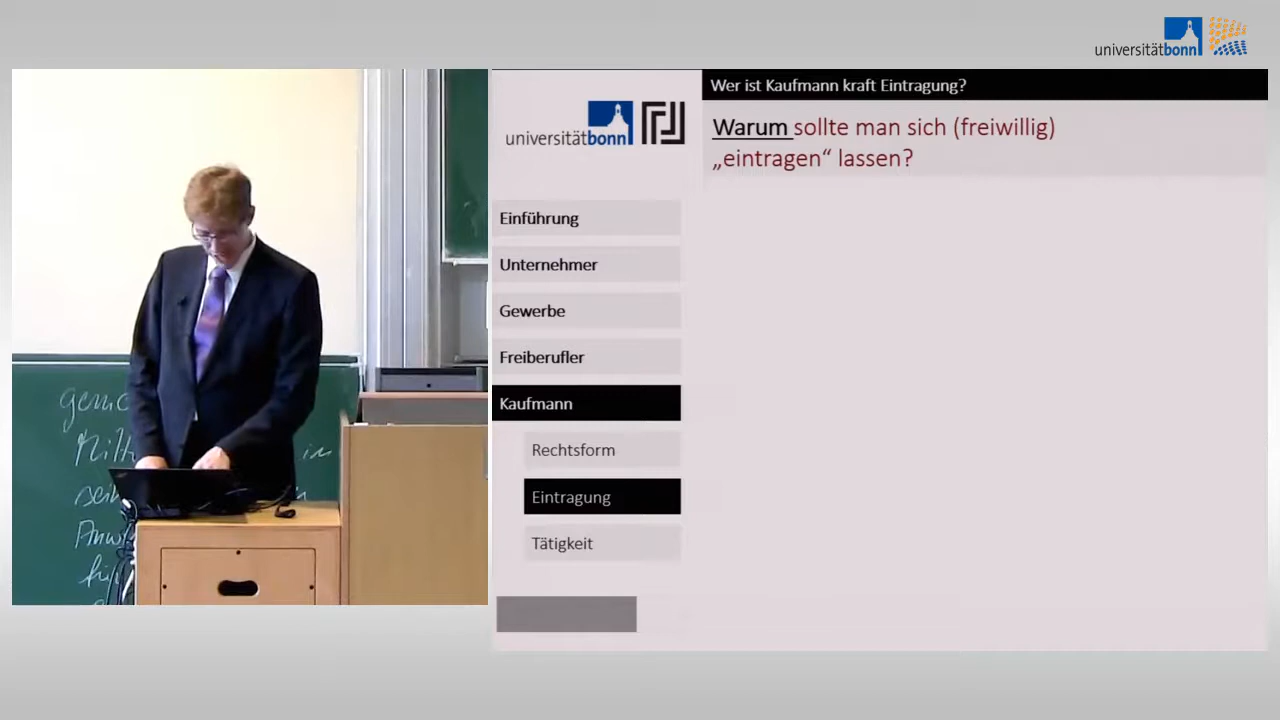 universitätbonn
Wer ist Kaufmann kraft Eintragung?
universitätbonn
Warum sollte man sich (freiwillig)
„eintragen“ lassen?
Einführung
Unternehmer
Gewerbe
Freiberufler
Kaufmann
Rechtsform
Eintragung
Tätigkeit